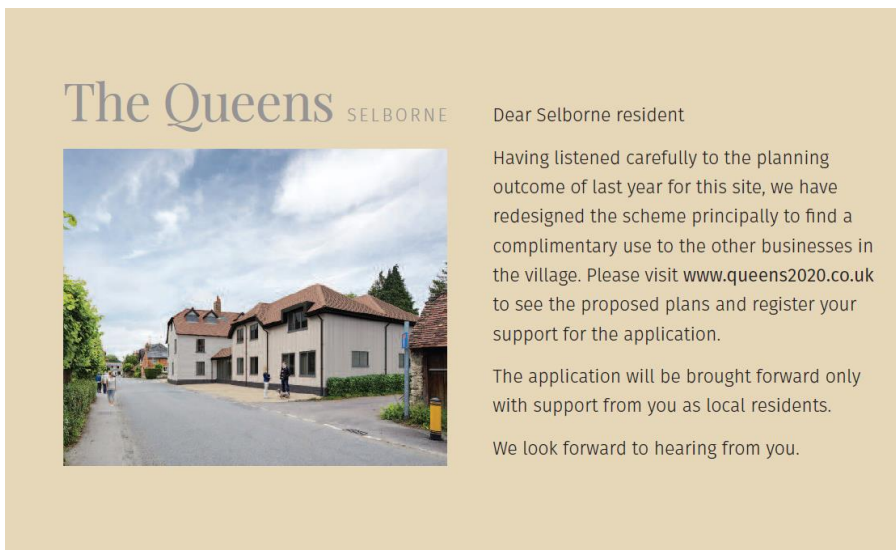 The Queens SELBORNE
Dear Selborne resident
Having listened carefully to the planning
outcome of last year for this site, we have
redesigned the scheme principally to find a
complimentary use to the other businesses in
the village. Please visit www.queens2020.co.uk
to see the proposed plans and register your
support for the application.
The application will be brought forward only
with support from you as local residents.
We look forward to hearing from you.